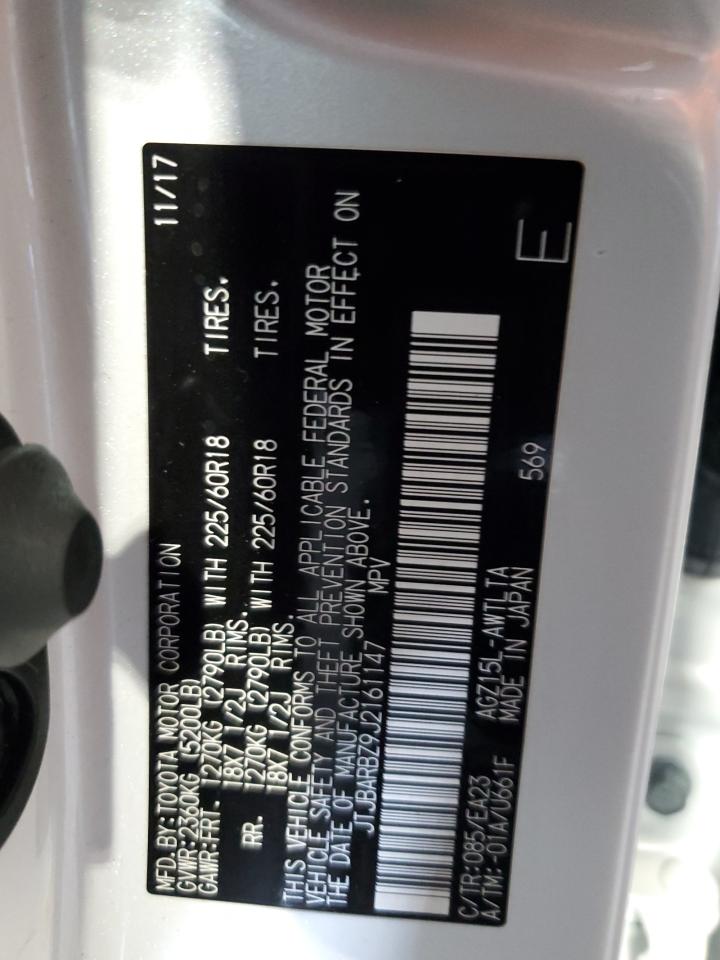 MFD. BY: TOYOTA MOTOR CORPORATION 11/17
GVWR: 2360KG (5200LB)
GAWR: FRT. 1270KG (2790LB) WITH 225/60R18 TIRES.
18X7 1/2J RIMS.
RR. 1270KG (2790LB) WITH 225/60R18 TIRES.
18X7 1/2J RIMS.
THIS VEHICLE CONFORMS TO ALL APPLICABLE FEDERAL MOTOR
VEHICLE SAFETY AND THEFT PREVENTION STANDARDS IN EFFECT ON
THE DATE OF MANUFACTURE SHOWN ABOVE.
JTJBARBZ9J2161147 MPV
C/TR: 085/EA23 AGZ15L-AWTLTA
A/TM: -01A/U661F MADE IN JAPAN 569 E